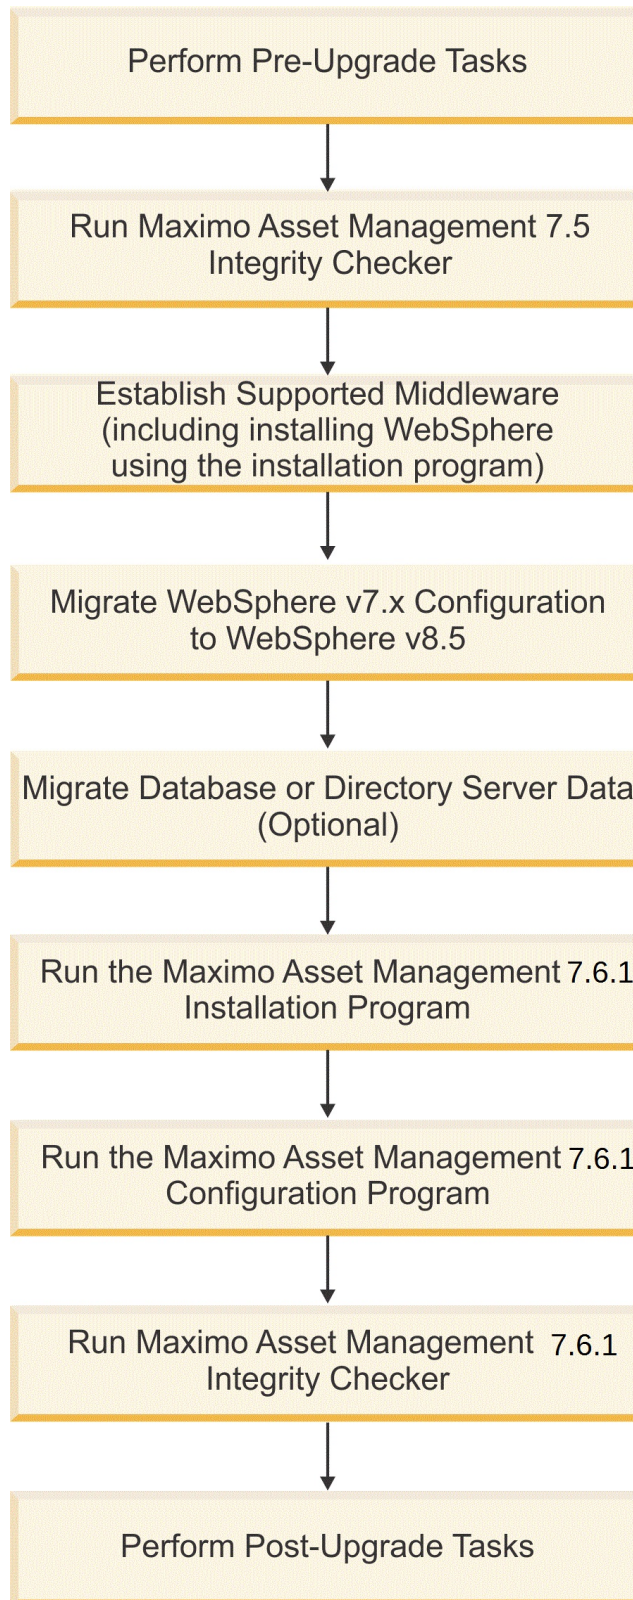 Perform Pre-Upgrade Tasks
Run Maximo Asset Management 7.5
Integrity Checker
Establish Supported Middleware
(including installing WebSphere
using the installation program)
Migrate WebSphere v7.x Configuration
to WebSphere v8.5
Migrate Database or Directory Server Data
(Optional)
Run the Maximo Asset Management 7.6.1
Installation Program
Run the Maximo Asset Management 7.6.1
Configuration Program
Run Maximo Asset Management 7.6.1
Integrity Checker
Perform Post-Upgrade Tasks